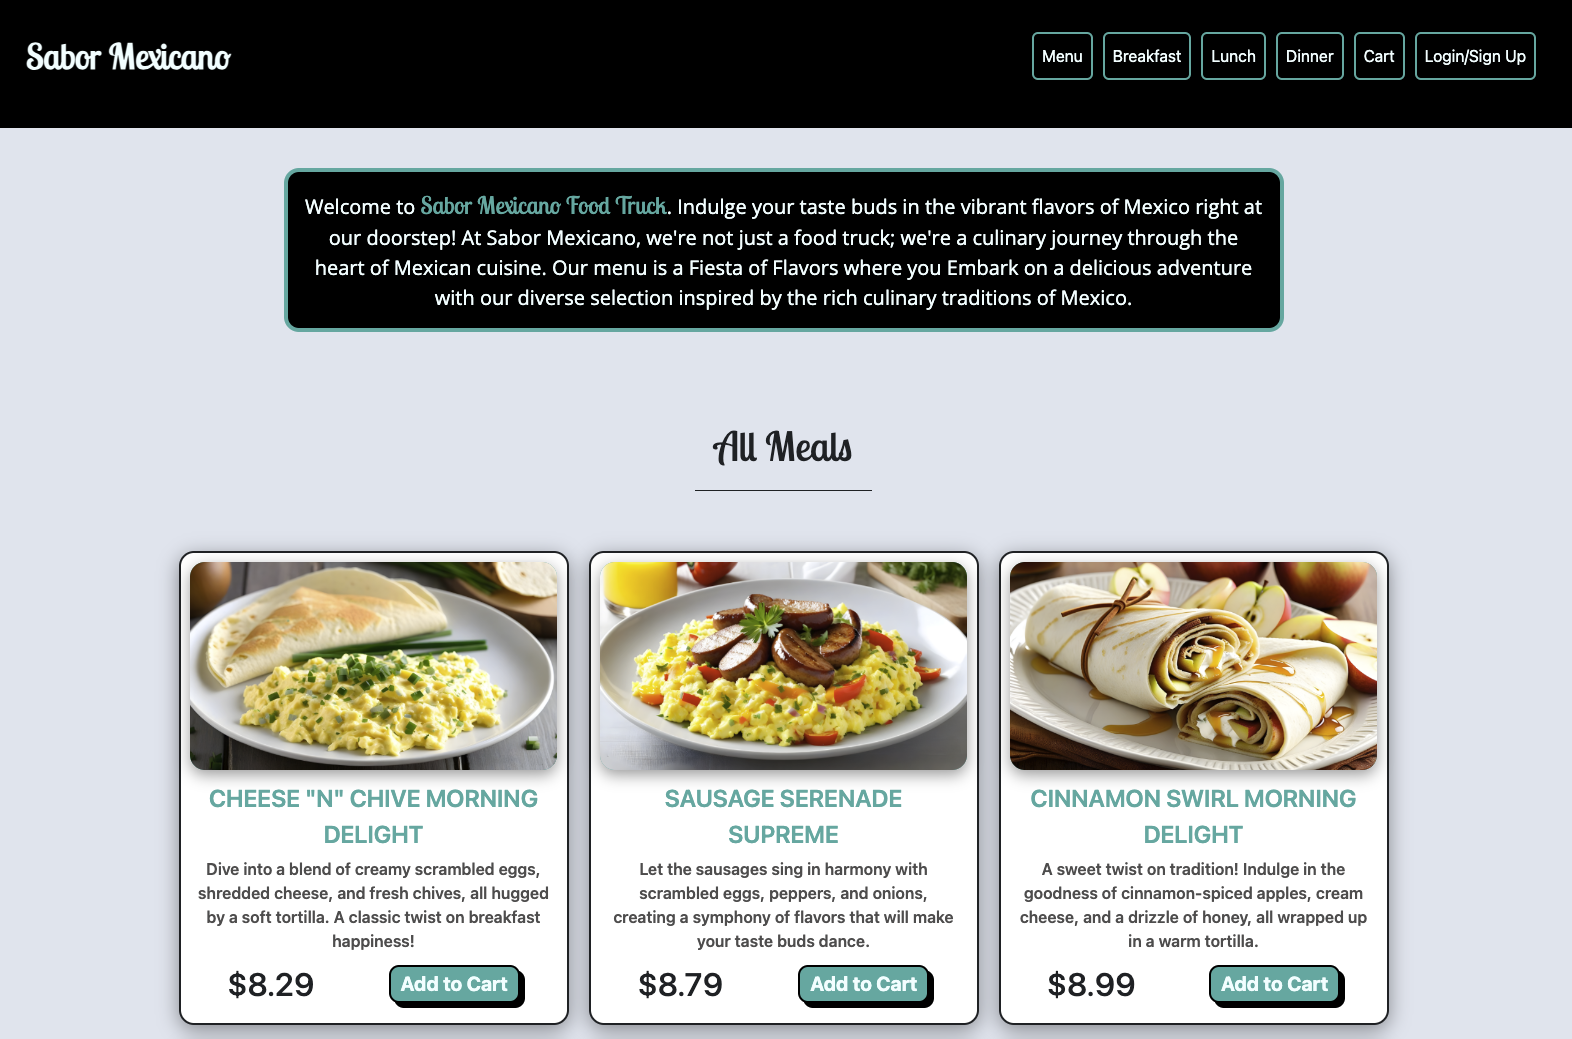 Sabor Mexicano
Menu
Breakfast
Lunch
Dinner
Cart
Login/Sign Up
Welcome to Sabor Mexicano Food Truck. Indulge your taste buds in the vibrant flavors of Mexico right at
our doorstep! At Sabor Mexicano, we're not just a food truck; we're a culinary journey through the
heart of Mexican cuisine. Our menu is a Fiesta of Flavors where you Embark on a delicious adventure
with our diverse selection inspired by the rich culinary traditions of Mexico.
All Meals
CHEESE "N" CHIVE MORNING
DELIGHT
Dive into a blend of creamy scrambled eggs,
shredded cheese, and fresh chives, all hugged
by a soft tortilla. A classic twist on breakfast
happiness!
$8.29
Add to Cart
SAUSAGE SERENADE
SUPREME
Let the sausages sing in harmony with
scrambled eggs, peppers, and onions,
creating a symphony of flavors that will make
your taste buds dance.
$8.79
Add to Cart
CINNAMON SWIRL MORNING
DELIGHT
A sweet twist on tradition! Indulge in the
goodness of cinnamon-spiced apples, cream
cheese, and a drizzle of honey, all wrapped up
in a warm tortilla.
$8.99
Add to Cart